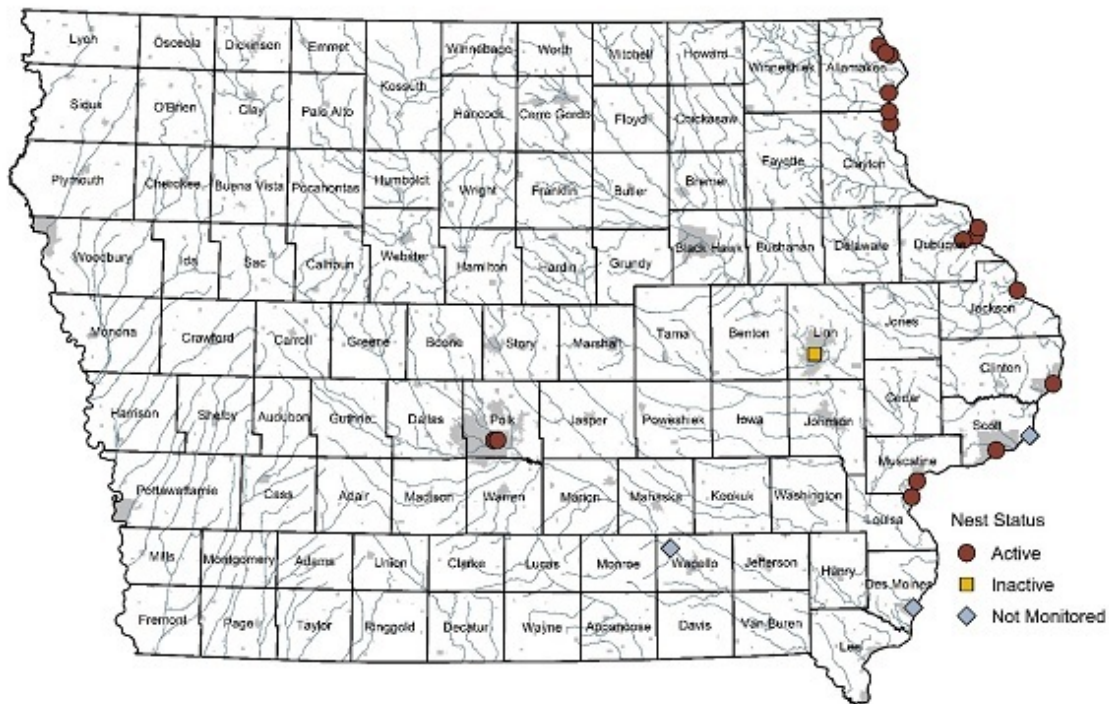 Lyon
Osceola
Dickinson
Emmet
Winnebago
Worth
Mitchell
Howard
Winneshiek
Allamakee
Kossuth
Sioux
O'Brien
Clay
Palo Alto
Hancock
Cerro Gordo
Floyd
Chickasaw
Fayette
Clayton
Plymouth
Cherokee
Buena Vista
Pocahontas
Humboldt
Wright
Franklin
Butler
Bremer
Woodbury
Ida
Sac
Calhoun
Webster
Hamilton
Hardin
Grundy
Black Hawk
Buchanan
Delaware
Dubuque
Monona
Crawford
Carroll
Greene
Boone
Story
Marshall
Tama
Benton
Linn
Jones
Jackson
Clinton
Harrison
Shelby
Audubon
Guthrie
Dallas
Polk
Jasper
Poweshiek
Iowa
Johnson
Cedar
Scott
Muscatine
Pottawattamie
Cass
Adair
Madison
Warren
Marion
Mahaska
Keokuk
Washington
Louisa
Mills
Montgomery
Adams
Union
Clarke
Lucas
Monroe
Wapello
Jefferson
Henry
Des Moines
Fremont
Page
Taylor
Ringgold
Decatur
Wayne
Appanoose
Davis
Van Buren
Lee
Nest Status
Active
Inactive
Not Monitored